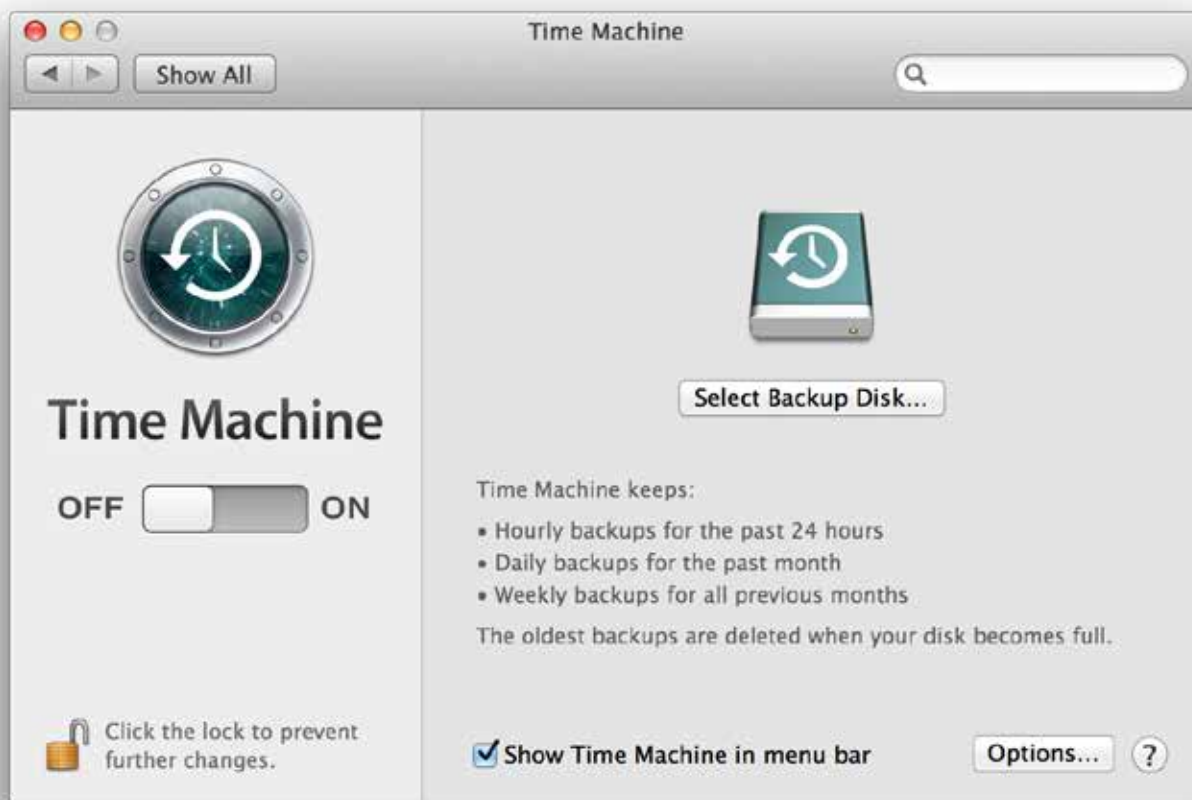 Time Machine
Show All
Time Machine
OFF ON
Click the lock to prevent
further changes.
Select Backup Disk...
Time Machine keeps:
• Hourly backups for the past 24 hours
• Daily backups for the past month
• Weekly backups for all previous months
The oldest backups are deleted when your disk becomes full.
Show Time Machine in menu bar
Options... ?